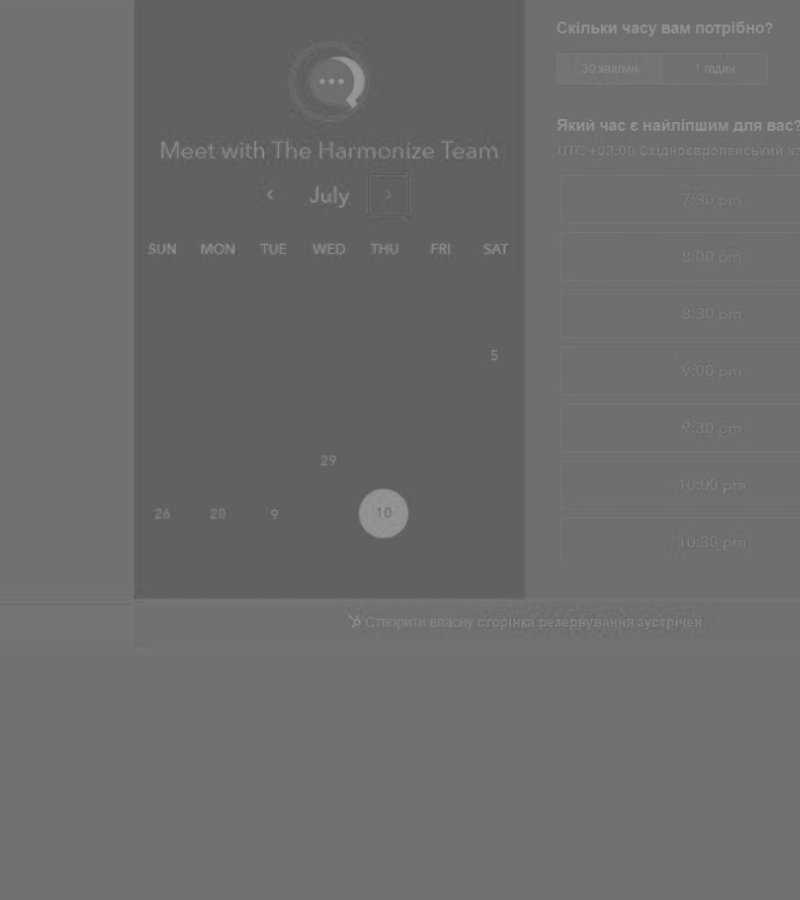 Скільки часу вам потрібно?
30 хвилин
1 годин
Meet with The Harmonize Team
July
SUN MON TUE WED THU FRI SAT
5
29
26 20 9 10
Який час є найліпшим для вас?
UTC +03:00 Східноєвропейський
7:30 pm
8:00 pm
8:30 pm
9:00 pm
9:30 pm
10:00 pm
10:30 pm
Створити власну сторінка резервування зустрічей